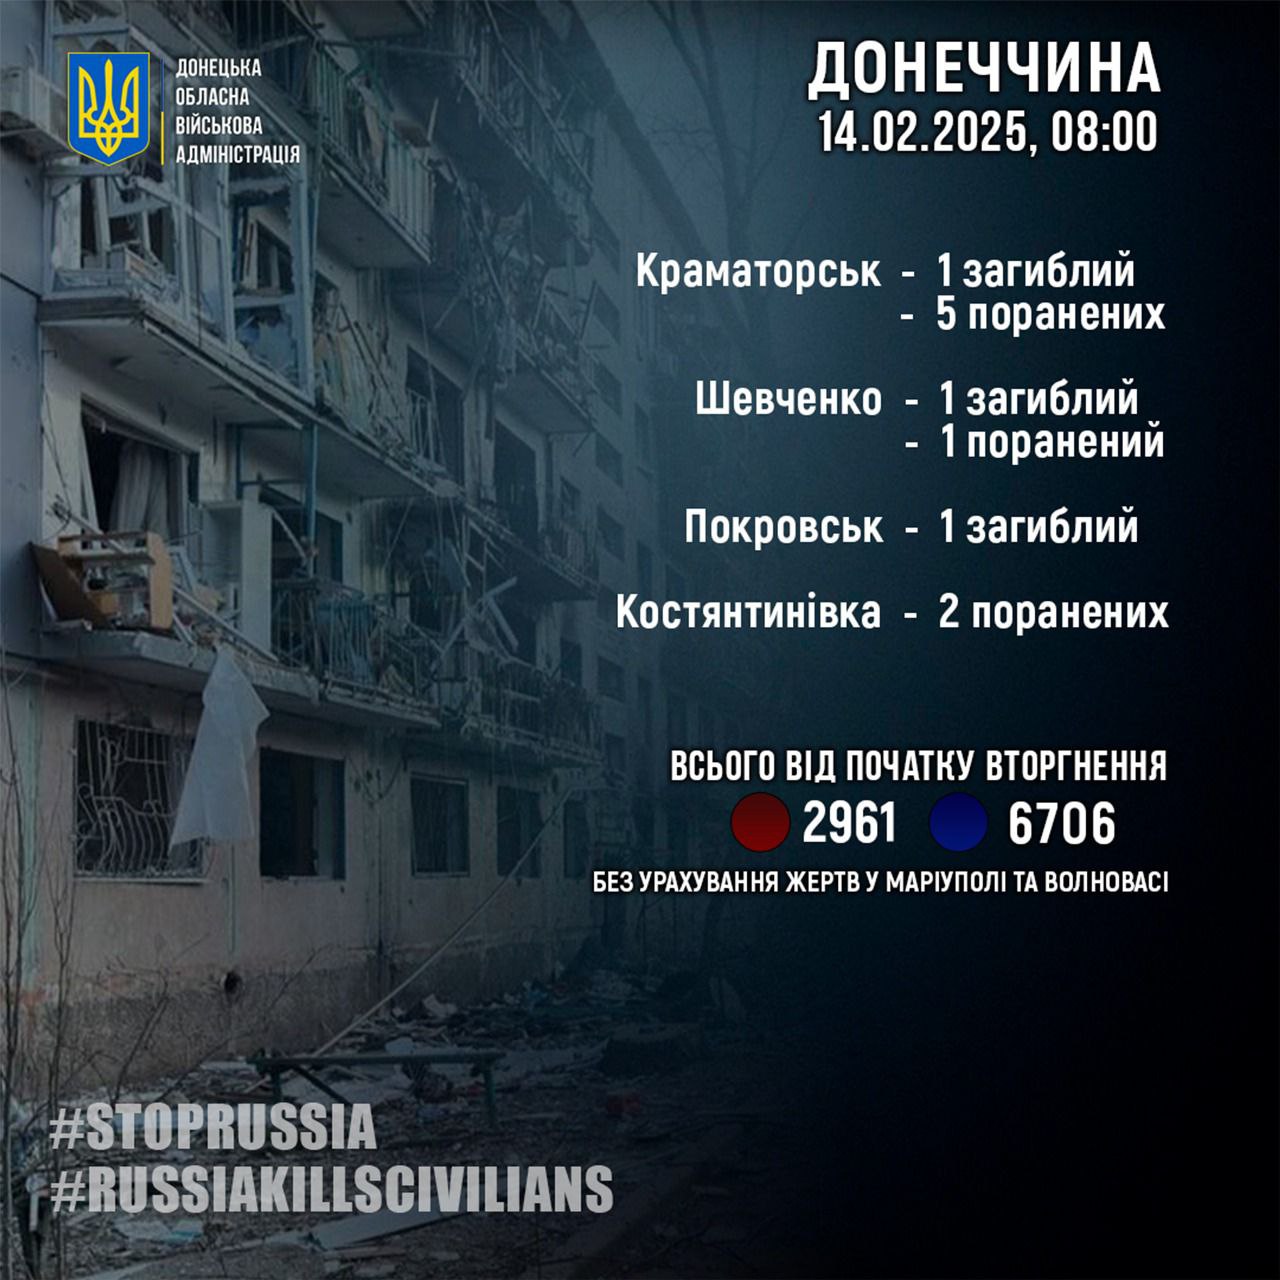 ДОНЕЦЬКА
ОБЛАСНА
ВІЙСЬКОВА
АДМІНІСТРАЦІЯ
ДОНЕЧЧИНА
14.02.2025, 08:00
Краматорськ - 1 загиблий
- 5 поранених
Шевченко - 1 загиблий
- 1 поранений
Покровськ - 1 загиблий
Костянтинівка - 2 поранених
ВСЬОГО ВІД ПОЧАТКУ ВТОРГНЕННЯ
2961 6706
БЕЗ УРАХУВАННЯ ЖЕРТВ У МАРІУПОЛІ ТА ВОЛНОВАСІ
#STOPRUSSIA
#RUSSIAKILLSCIVILIANS